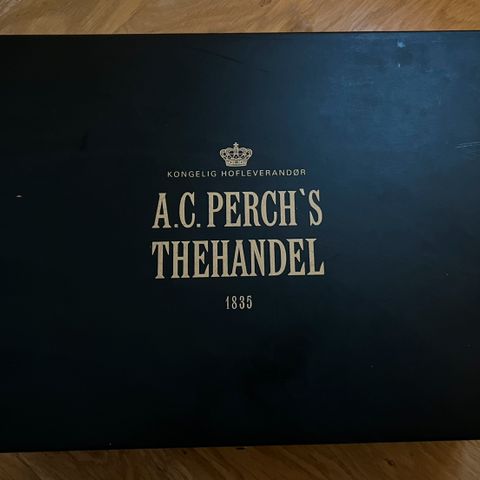 KONGELIG HOFLEVERANDØR
A.C. PERCH`S
THEHANDEL
1835